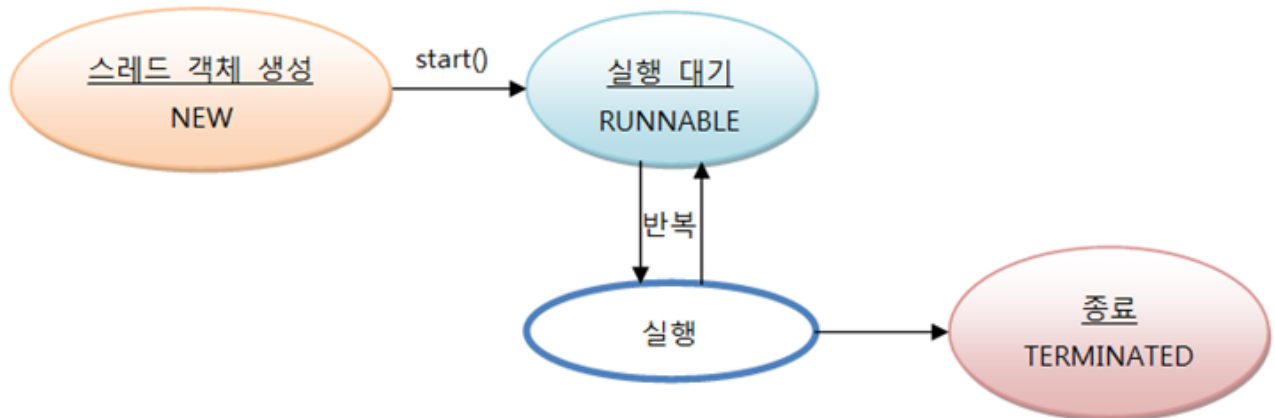 스레드 객체 생성
NEW
start()
실행 대기
RUNNABLE
반복
실행
종료
TERMINATED